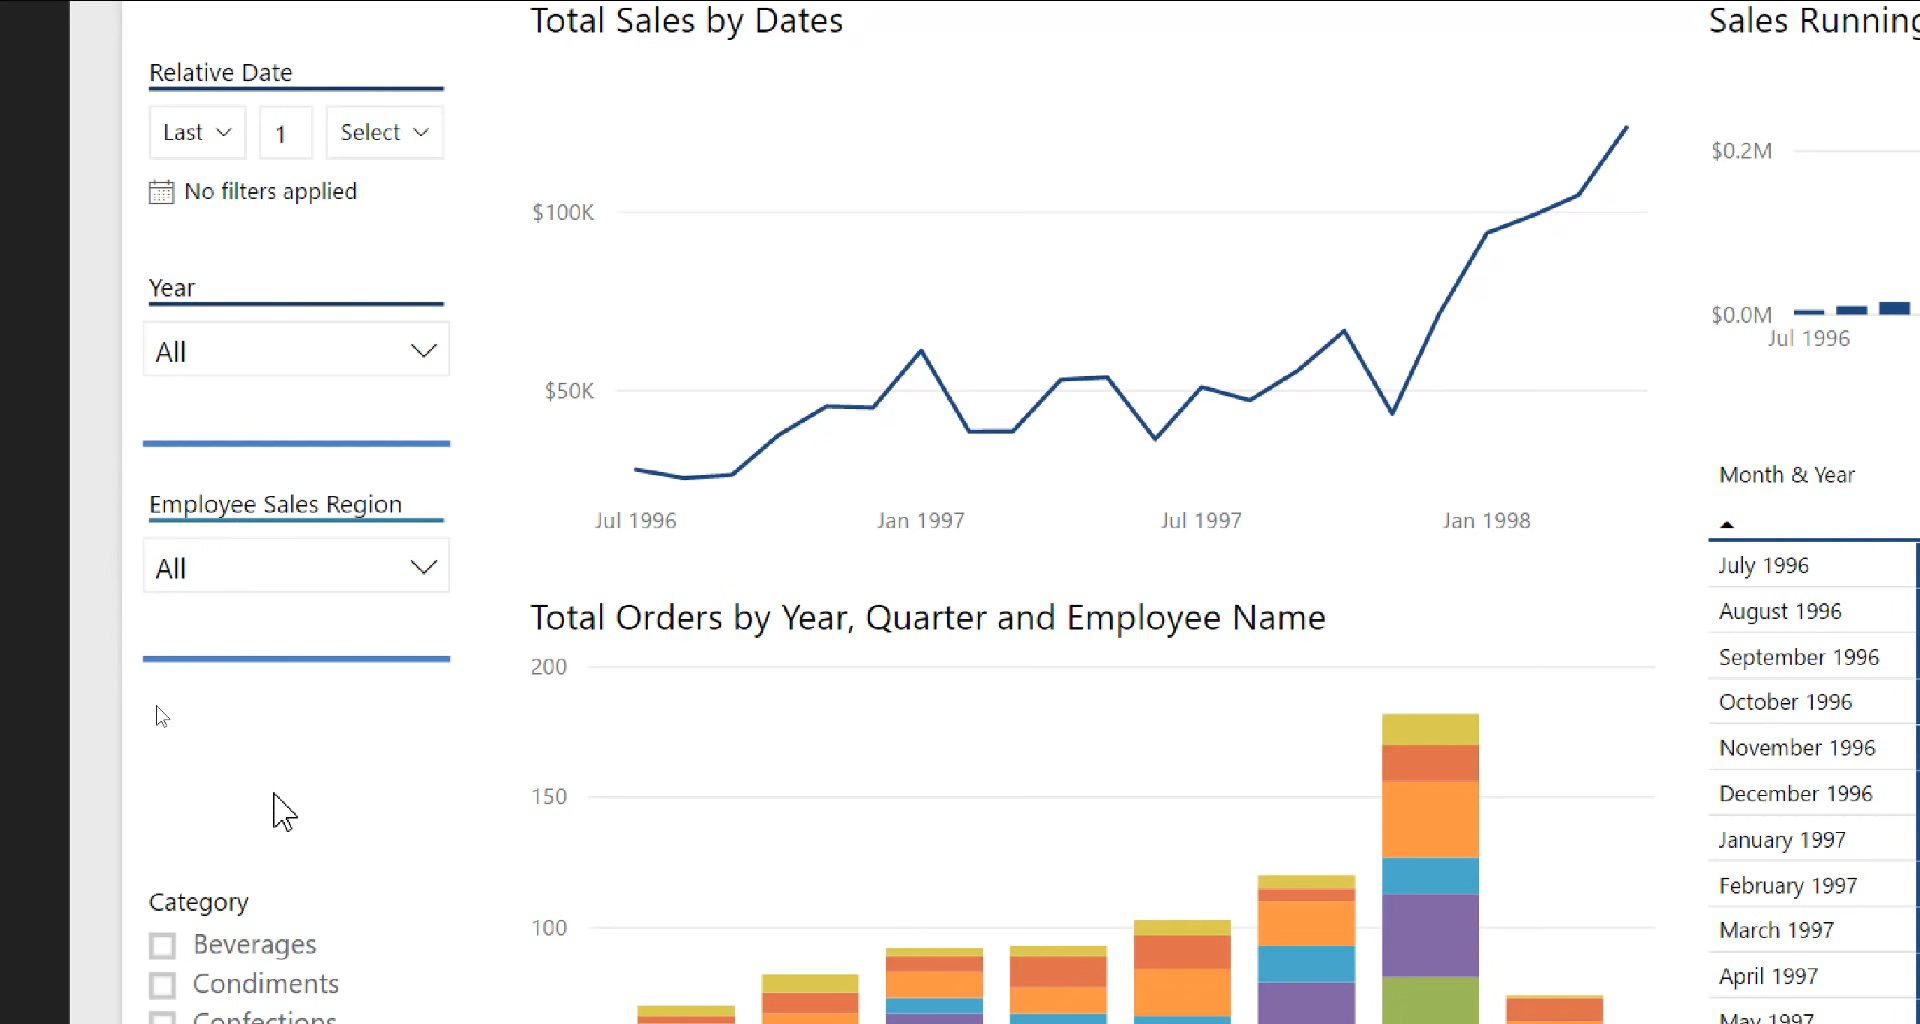 Total Sales by Dates
Sales Running
Relative Date
Last
1
Select
No filters applied
Year
All
Employee Sales Region
All
Category
Beverages
Condiments
Confections
$100K
$50K
Jul 1996
Jan 1997
Jul 1997
Jan 1998
Total Orders by Year, Quarter and Employee Name
200
150
100
$0.2M
$0.0M
Jul 1996
Month & Year
July 1996
August 1996
September 1996
October 1996
November 1996
December 1996
January 1997
February 1997
March 1997
April 1997
May 1997